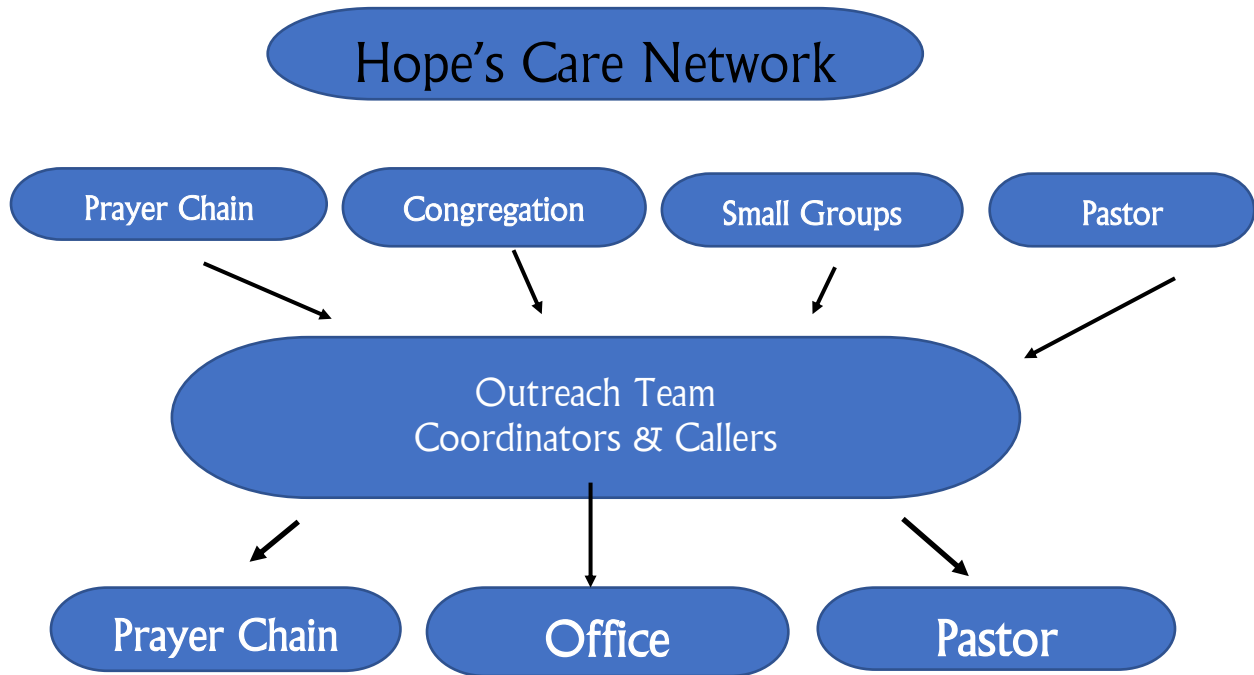 Hope's Care Network
Prayer Chain
Congregation
Small Groups
Pastor
Outreach Team
Coordinators & Callers
Prayer Chain
Office
Pastor